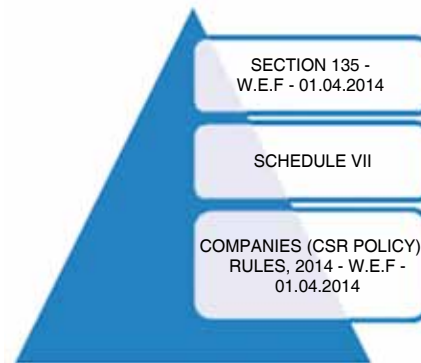 SECTION 135 -
W.E.F - 01.04.2014
SCHEDULE VII
COMPANIES (CSR POLICY)
RULES, 2014 - W.E.F -
01.04.2014